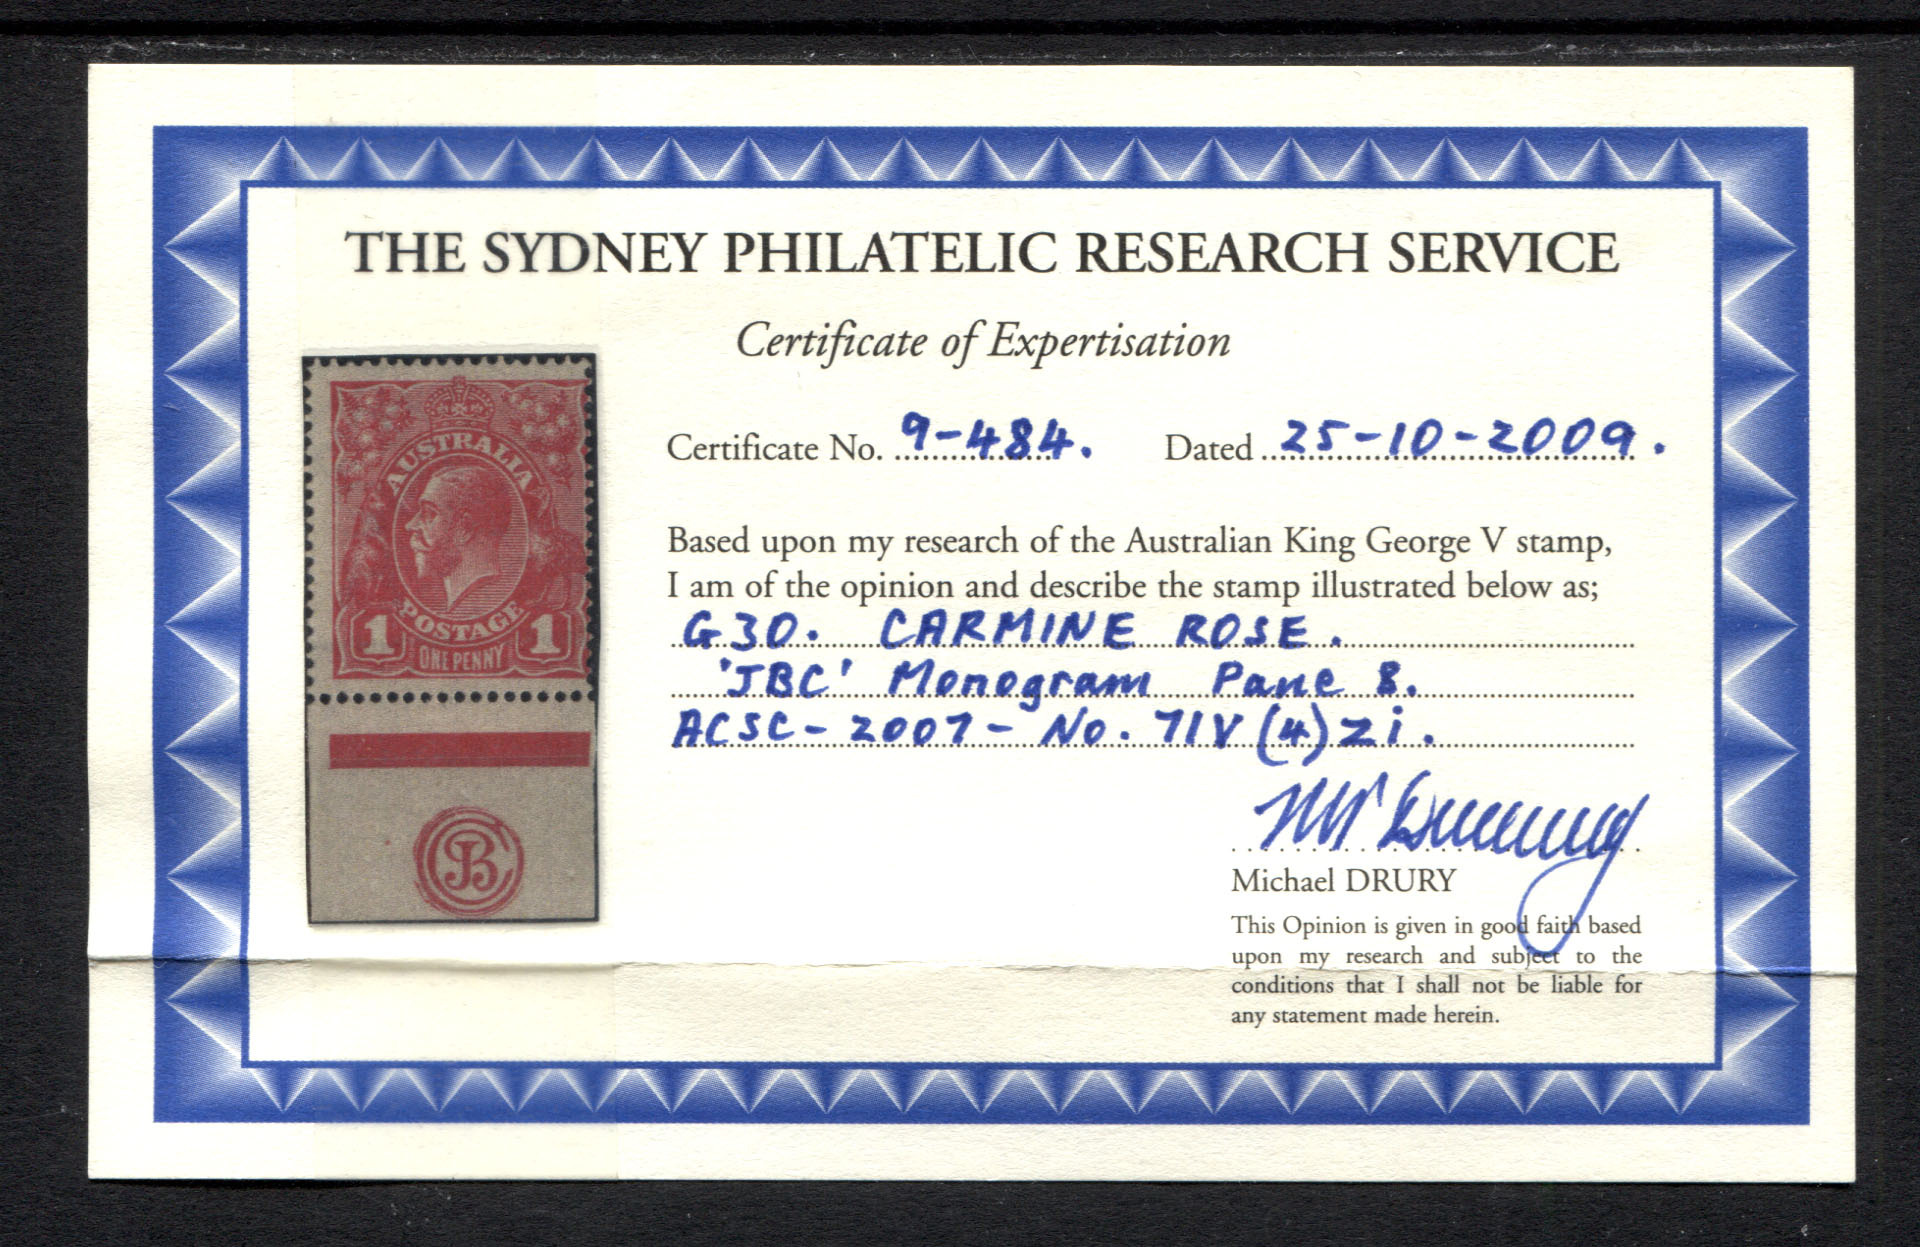 THE SYDNEY PHILATELIC RESEARCH SERVICE
Certificate of Expertisation
Certificate No. 9-484. Dated 25-10-2009.
Based upon my research of the Australian King George V stamp,
I am of the opinion and describe the stamp illustrated below as;
G30. CARMINE ROSE.
'JBC' Monogram Pane 8.
ACSC-2007-No. 71V(4)zi.
Michael DRURY
This Opinion is given in good faith based
upon my research and subject to the
conditions that I shall not be liable for
any statement made herein.
AUSTRALIA
1 POSTAGE 1
ONE PENNY
JBC